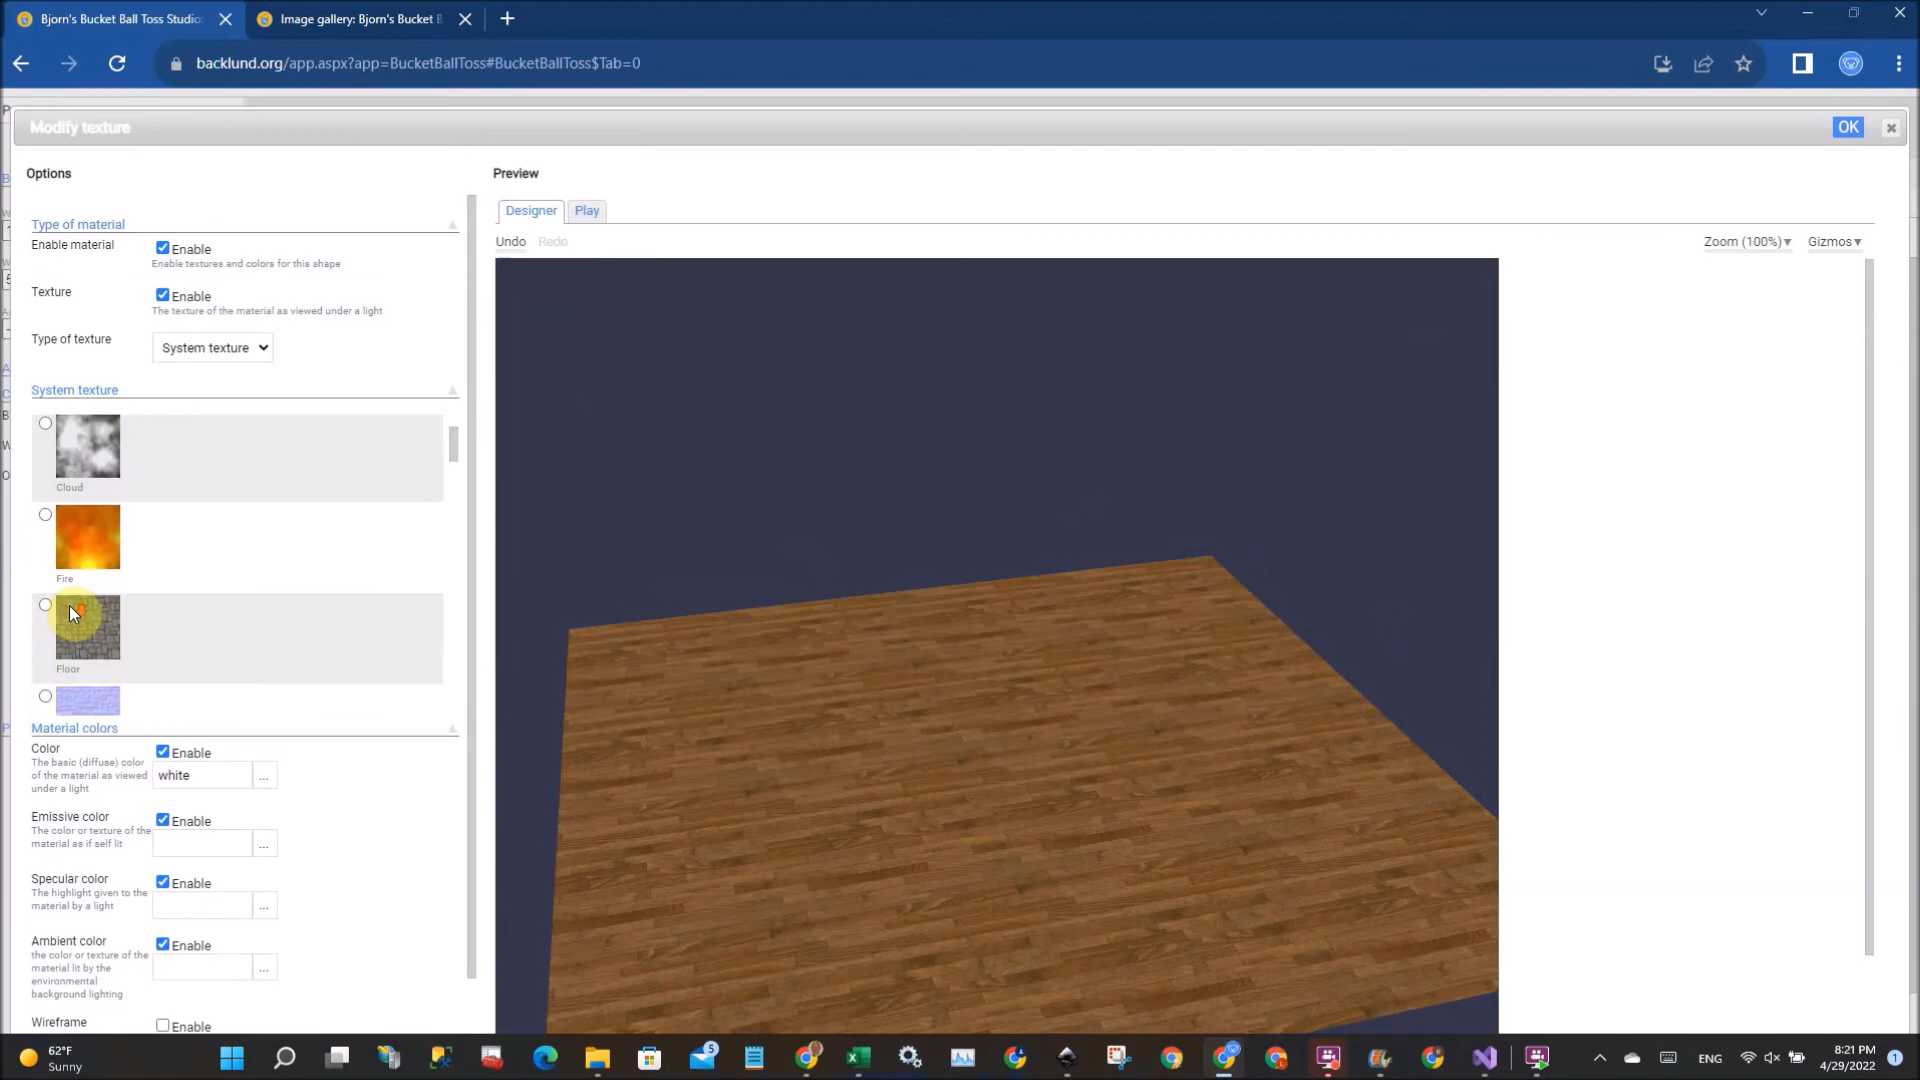 Bjorn's Bucket Ball Toss Studio:
Image gallery: Bjorn's Bucket B
backlund.org/app.aspx?app=BucketBallToss#BucketBallToss$Tab=0
Modify texture
OK
Options
Preview
Designer
Play
Undo
Redo
Zoom (100%)▾
Gizmos▾
Type of material
Enable material
Enable
Enable textures and colors for this shape
Texture
Enable
The texture of the material as viewed under a light
Type of texture
System texture
System texture
Cloud
Fire
Floor
Material colors
Color
The basic (diffuse) color
of the material as viewed
under a light
Enable
white
...
Emissive color
The color or texture of the
material as if self lit
Enable
...
Specular color
The highlight given to the
material by a light
Enable
...
Ambient color
the color or texture of the
material lit by the
environmental
background lighting
Enable
...
Wireframe
Enable
62°F
Sunny
5
ENG
8:21 PM
4/29/2022
1